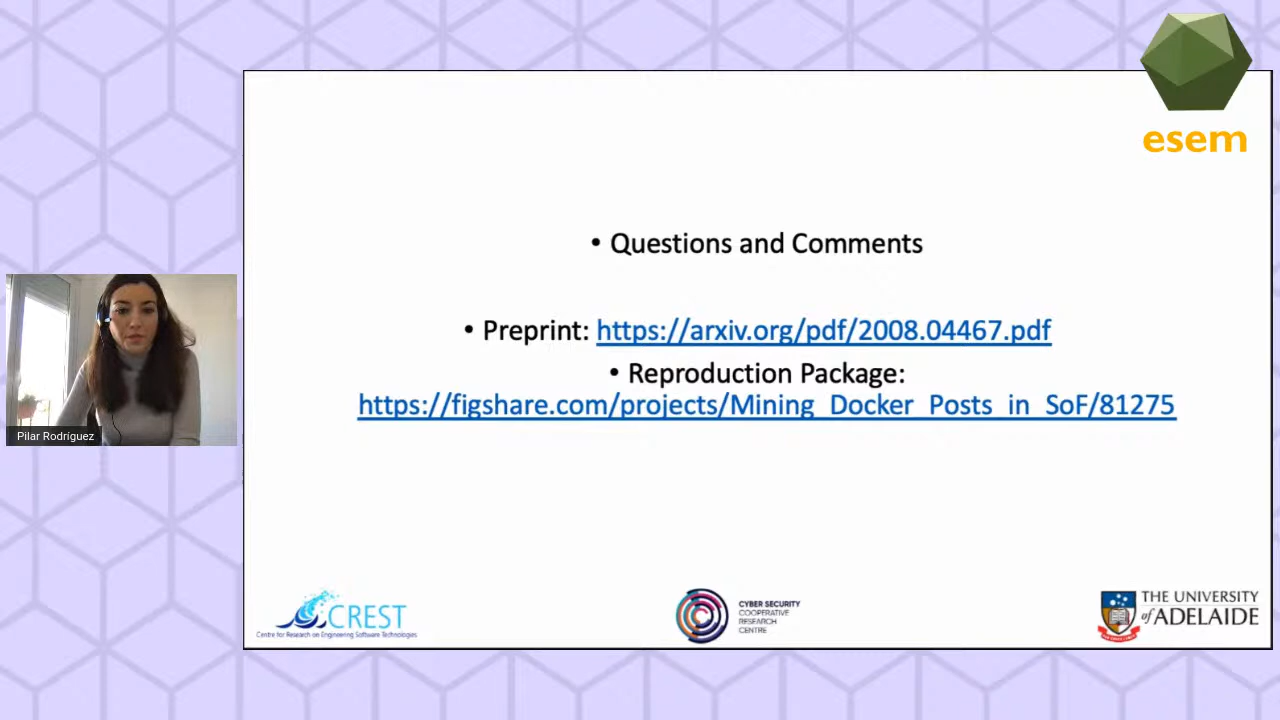 esem
• Questions and Comments
• Preprint: https://arxiv.org/pdf/2008.04467.pdf
• Reproduction Package:
https://figshare.com/projects/Mining_Docker_Posts_in_SoF/81275
Pilar Rodríguez
CREST
Centre for Research on Engineering Software Technologies
CYBER SECURITY
COOPERATIVE
RESEARCH
CENTRE
THE UNIVERSITY
of ADELAIDE